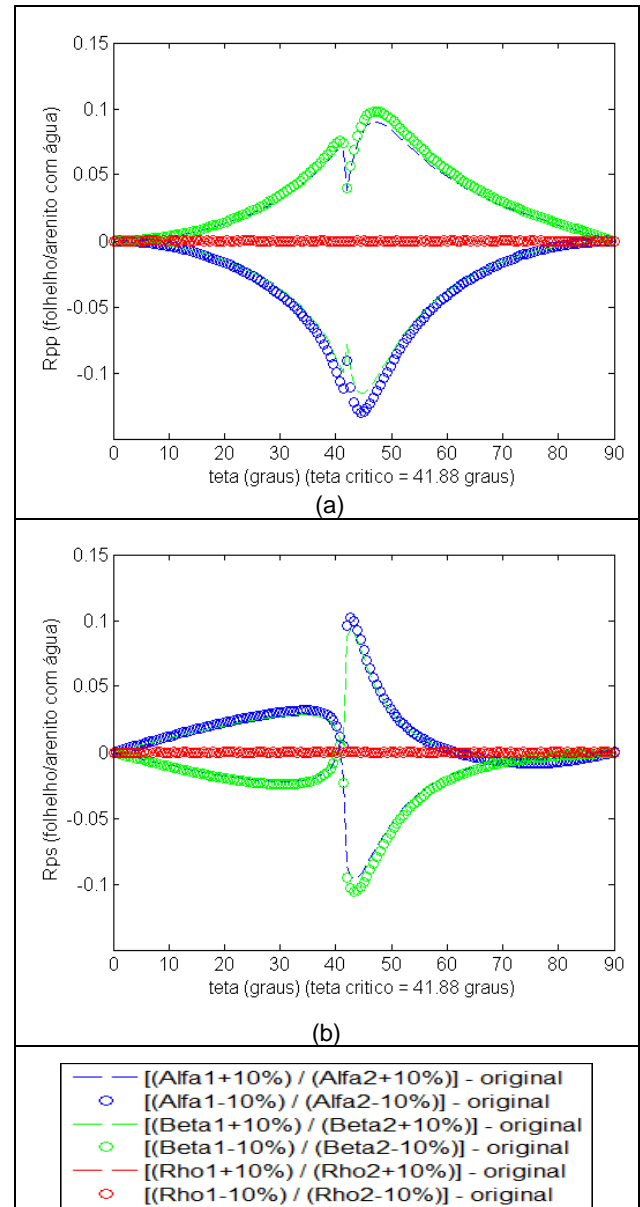 0.15
0.1
0.05
0
-0.05
-0.1
Rpp (folhelho/arenito com água)
0 10 20 30 40 50 60 70 80 90
teta (graus) (teta critico = 41.88 graus)
(a)
0.15
0.1
0.05
0
-0.05
-0.1
Rps (folhelho/arenito com água)
0 10 20 30 40 50 60 70 80 90
teta (graus) (teta critico = 41.88 graus)
(b)
[(Alfa1+10%) / (Alfa2+10%)] - original
[(Alfa1-10%) / (Alfa2-10%)] - original
[(Beta1+10%) / (Beta2+10%)] - original
[(Beta1-10%) / (Beta2-10%)] - original
[(Rho1+10%) / (Rho2+10%)] - original
[(Rho1-10%) / (Rho2-10%)] - original